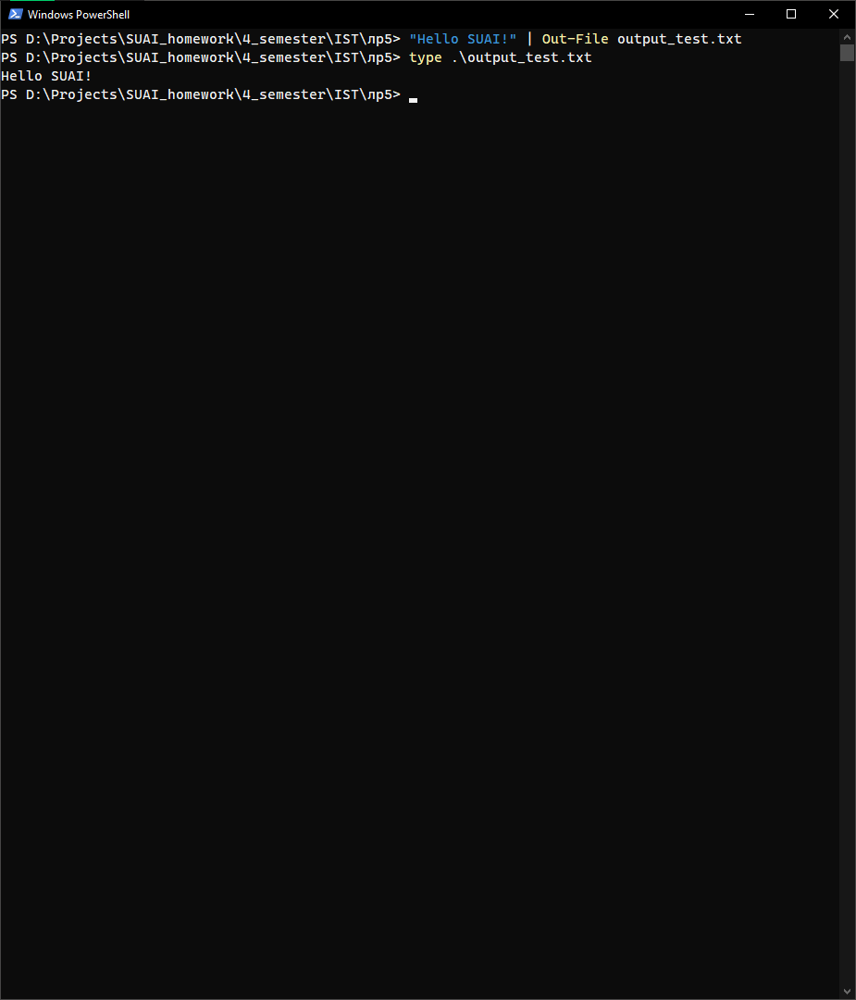 Windows PowerShell
PS D:\Projects\SUAI_homework\4_semester\IST\лр5> "Hello SUAI!" | Out-File output_test.txt
PS D:\Projects\SUAI_homework\4_semester\IST\лр5> type .\output_test.txt
Hello SUAI!
PS D:\Projects\SUAI_homework\4_semester\IST\лр5>